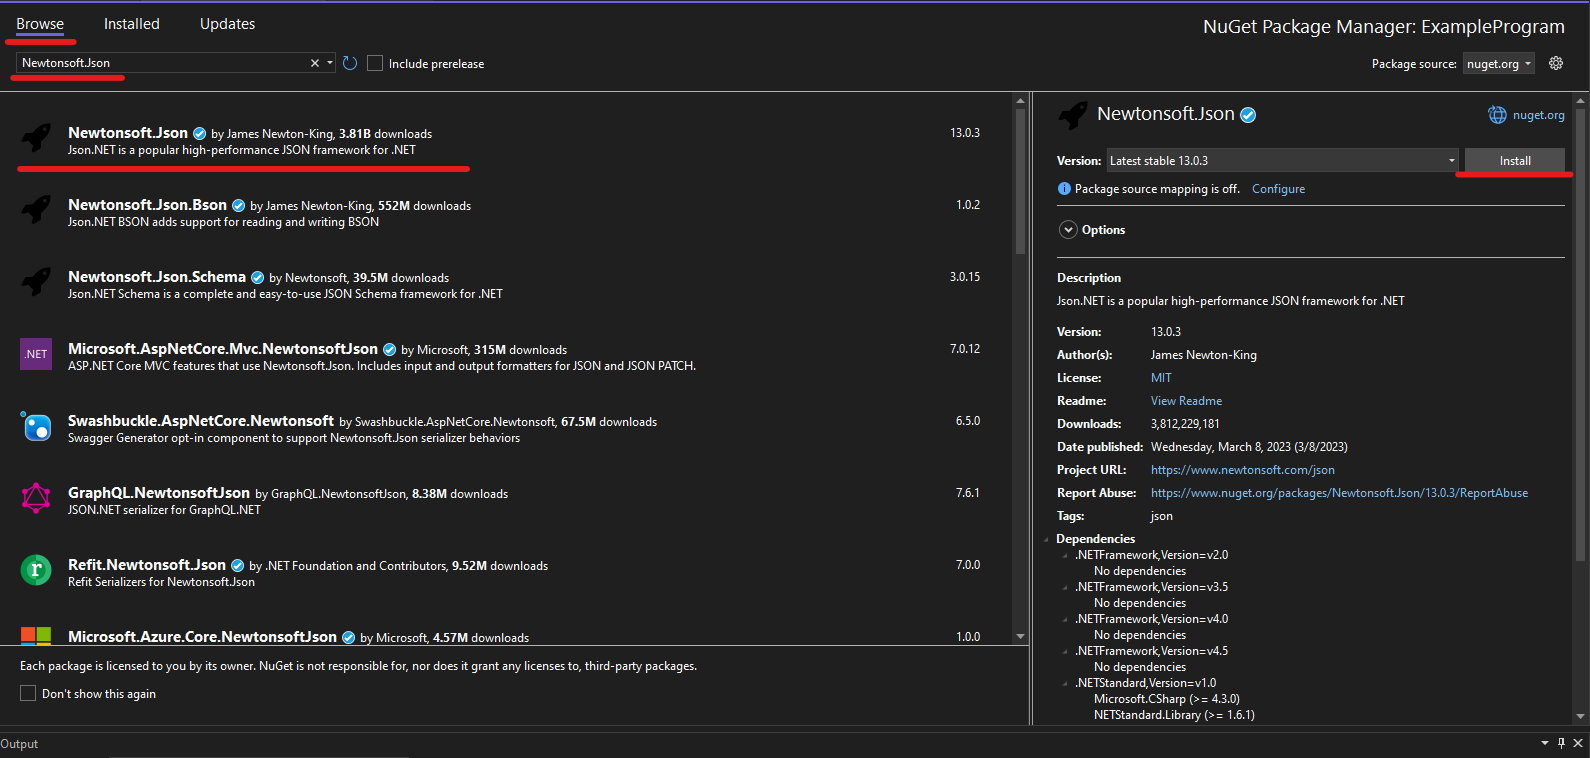 Browse Installed Updates
NuGet Package Manager: ExampleProgram
Newtonsoft.Json
Include prerelease
Package source: nuget.org
Newtonsoft.Json by James Newton-King, 3.81B downloads 13.0.3
Json.NET is a popular high-performance JSON framework for .NET
Newtonsoft.Json.Bson by James Newton-King, 552M downloads 1.0.2
Json.NET BSON adds support for reading and writing BSON
Newtonsoft.Json.Schema by Newtonsoft, 39.5M downloads 3.0.15
Json.NET Schema is a complete and easy-to-use JSON Schema framework for .NET
.NET
Microsoft.AspNetCore.Mvc.NewtonsoftJson by Microsoft, 315M downloads 7.0.12
ASP.NET Core MVC features that use Newtonsoft.Json. Includes input and output formatters for JSON and JSON PATCH.
Swashbuckle.AspNetCore.Newtonsoft by Swashbuckle.AspNetCore.Newtonsoft, 67.5M downloads 6.5.0
Swagger Generator opt-in component to support Newtonsoft.Json serializer behaviors
GraphQL.NewtonsoftJson by GraphQL.NewtonsoftJson, 8.38M downloads 7.6.1
JSON.NET serializer for GraphQL.NET
r
Refit.Newtonsoft.Json by .NET Foundation and Contributors, 9.52M downloads 7.0.0
Refit Serializers for Newtonsoft.Json
Microsoft.Azure.Core.NewtonsoftJson by Microsoft, 4.57M downloads 1.0.0
Each package is licensed to you by its owner. NuGet is not responsible for, nor does it grant any licenses to, third-party packages.
Don't show this again
Newtonsoft.Json
nuget.org
Version: Latest stable 13.0.3 Install
Package source mapping is off. Configure
Options
Description
Json.NET is a popular high-performance JSON framework for .NET
Version: 13.0.3
Author(s): James Newton-King
License: MIT
Readme: View Readme
Downloads: 3,812,229,181
Date published: Wednesday, March 8, 2023 (3/8/2023)
Project URL: https://www.newtonsoft.com/json
Report Abuse: https://www.nuget.org/packages/Newtonsoft.Json/13.0.3/ReportAbuse
Tags: json
Dependencies
.NETFramework,Version=v2.0
No dependencies
.NETFramework,Version=v3.5
No dependencies
.NETFramework,Version=v4.0
No dependencies
.NETFramework,Version=v4.5
No dependencies
.NETStandard,Version=v1.0
Microsoft.CSharp (>= 4.3.0)
NETStandard.Library (>= 1.6.1)
Output